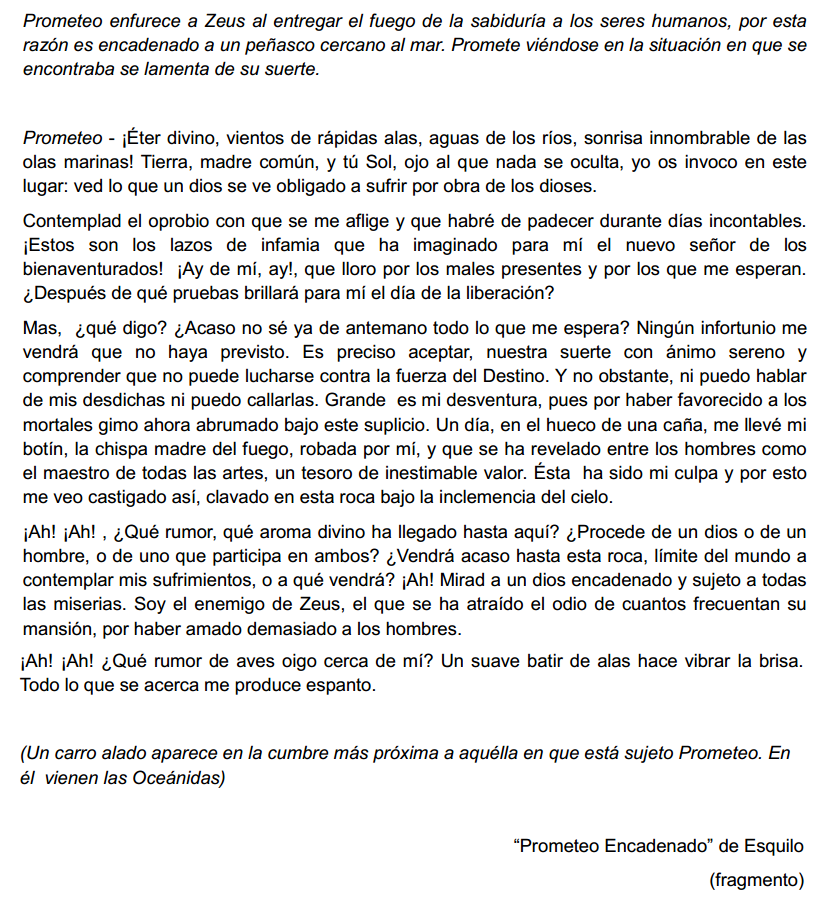 Prometeo enfurece a Zeus al entregar el fuego de la sabiduría a los seres humanos, por esta
razón es encadenado a un peñasco cercano al mar. Promete viéndose en la situación en que se
encontraba se lamenta de su suerte.
Prometeo - ¡Éter divino, vientos de rápidas alas, aguas de los ríos, sonrisa innombrable de las
olas marinas! Tierra, madre común, y tú Sol, ojo al que nada se oculta, yo os invoco en este
lugar: ved lo que un dios se ve obligado a sufrir por obra de los dioses.
Contemplad el oprobio con que se me aflige y que habré de padecer durante días incontables.
¡Estos son los lazos de infamia que ha imaginado para mí el nuevo señor de los
bienaventurados! ¡Ay de mí, ay!, que lloro por los males presentes y por los que me esperan.
¿Después de qué pruebas brillará para mí el día de la liberación?
Mas, ¿qué digo? ¿Acaso no sé ya de antemano todo lo que me espera? Ningún infortunio me
vendrá que no haya previsto. Es preciso aceptar, nuestra suerte con ánimo sereno y
comprender que no puede lucharse contra la fuerza del Destino. Y no obstante, ni puedo hablar
de mis desdichas ni puedo callarlas. Grande es mi desventura, pues por haber favorecido a los
mortales gimo ahora abrumado bajo este suplicio. Un día, en el hueco de una caña, me llevé mi
botín, la chispa madre del fuego, robada por mí, y que se ha revelado entre los hombres como
el maestro de todas las artes, un tesoro de inestimable valor. Ésta ha sido mi culpa y por esto
me veo castigado así, clavado en esta roca bajo la inclemencia del cielo.
¡Ah! ¡Ah! , ¿Qué rumor, qué aroma divino ha llegado hasta aquí? ¿Procede de un dios o de un
hombre, o de uno que participa en ambos? ¿Vendrá acaso hasta esta roca, límite del mundo a
contemplar mis sufrimientos, o a qué vendrá? ¡Ah! Mirad a un dios encadenado y sujeto a todas
las miserias. Soy el enemigo de Zeus, el que se ha atraído el odio de cuantos frecuentan su
mansión, por haber amado demasiado a los hombres.
¡Ah! ¡Ah! ¿Qué rumor de aves oigo cerca de mí? Un suave batir de alas hace vibrar la brisa.
Todo lo que se acerca me produce espanto.
(Un carro alado aparece en la cumbre más próxima a aquélla en que está sujeto Prometeo. En
él vienen las Oceánidas)
“Prometeo Encadenado” de Esquilo
(fragmento)